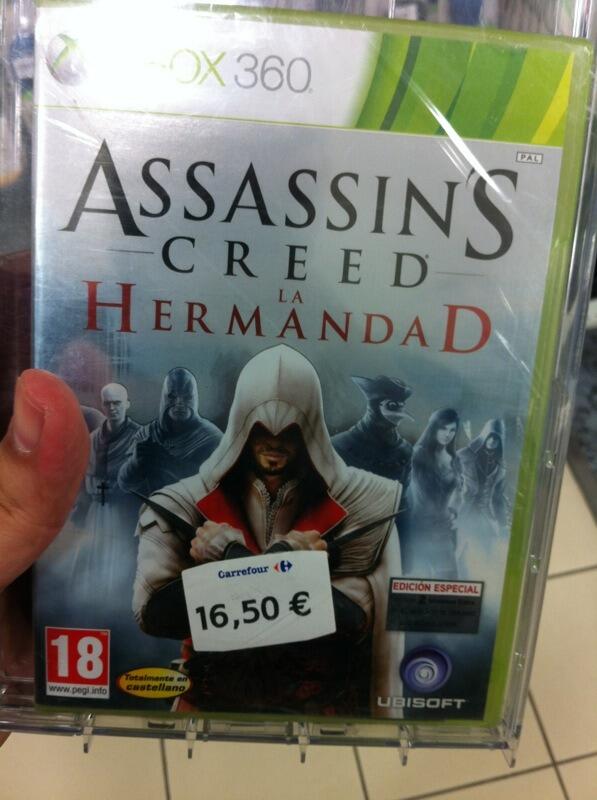 XBOX 360
PAL
ASSASSIN'S
CREED
LA
HERMANDAD
Carrefour
16,50 €
EDICIÓN ESPECIAL
18
www.pegi.info
Totalmente en
castellano
UBISOFT